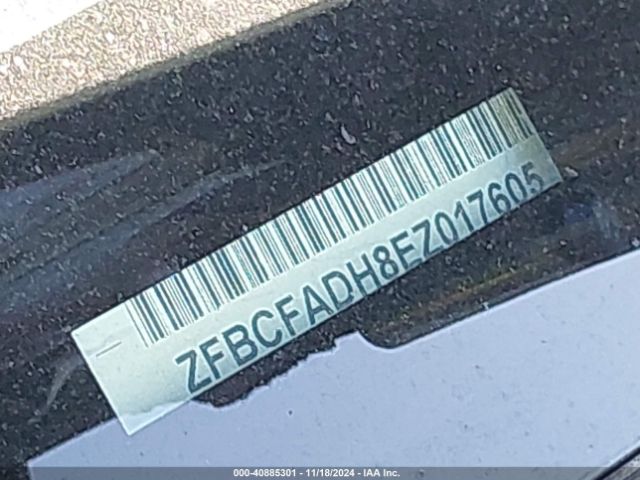 ZFBCFADH8EZ017605
000-40885301 - 11/18/2024 - IAA Inc.